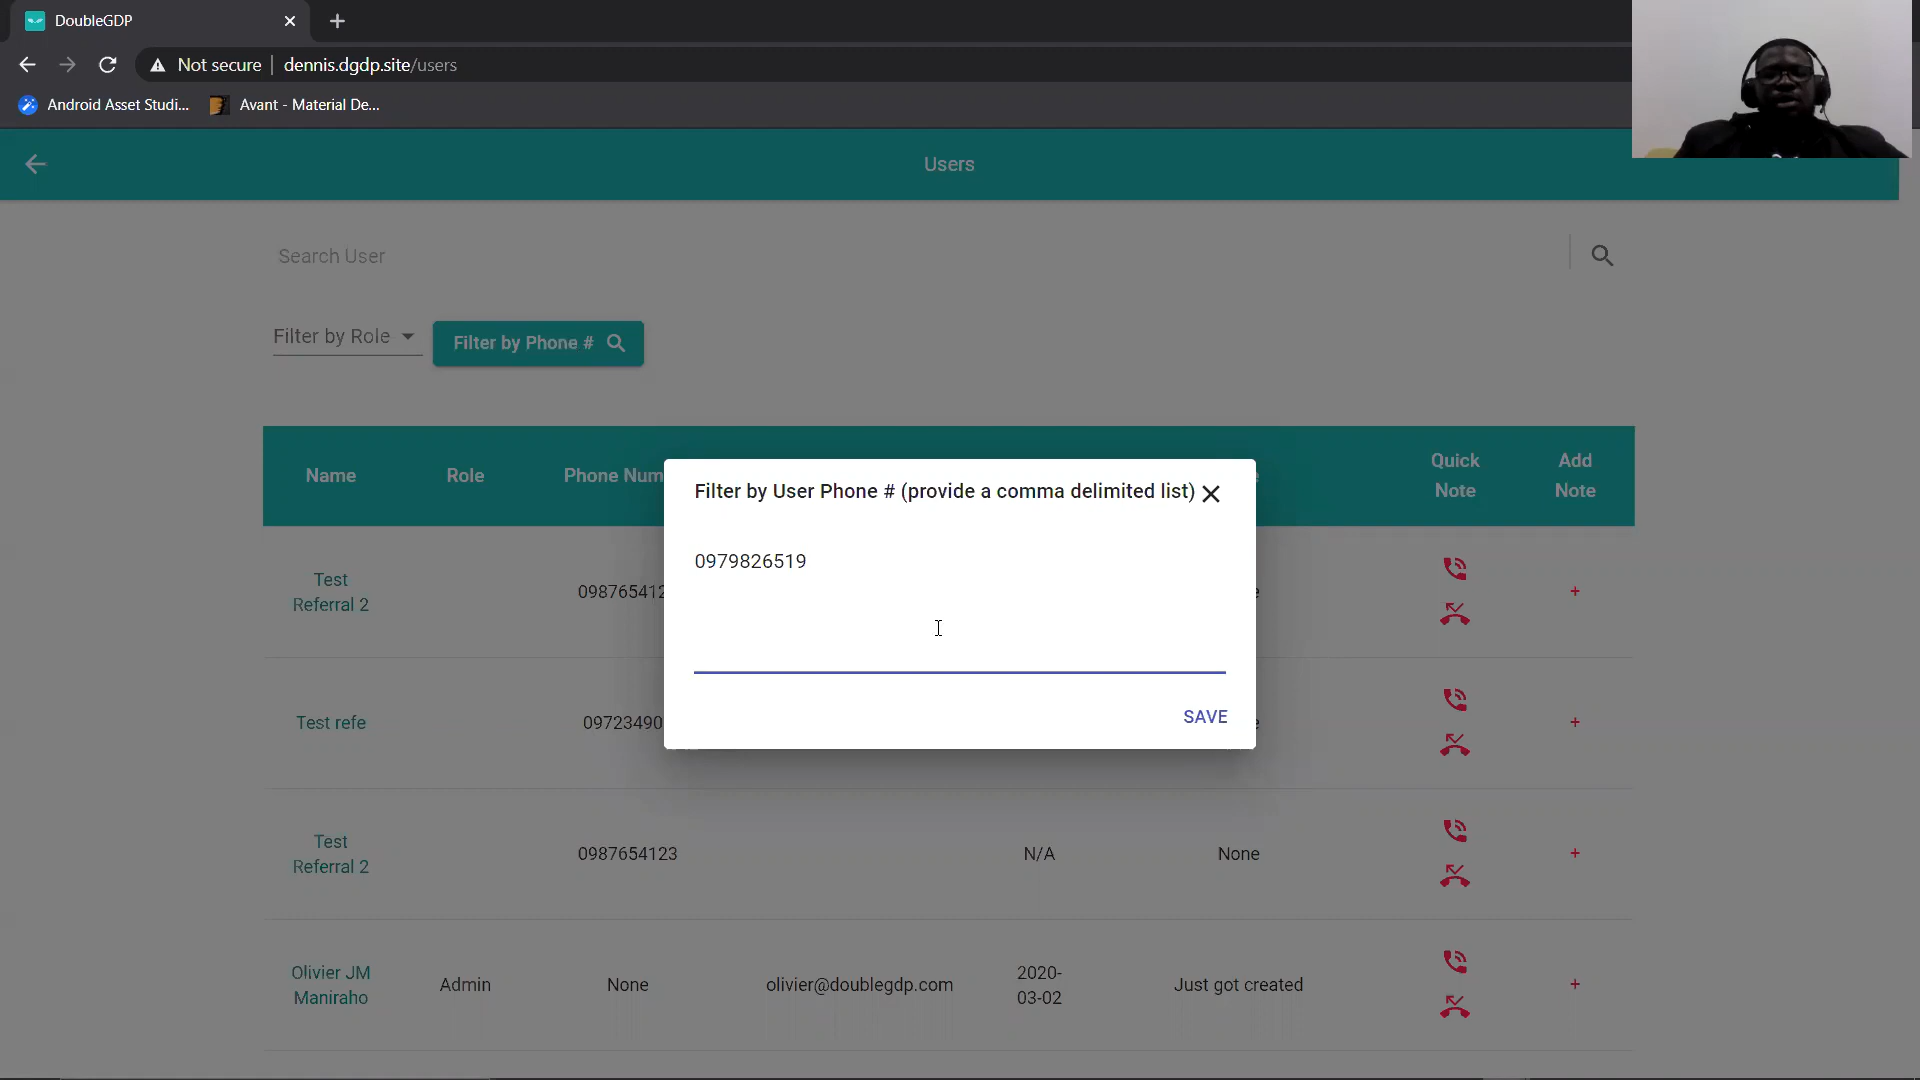 DoubleGDP
Not secure dennis.dgdp.site/users
Android Asset Studi... Avant - Material De...
Users
Search User
Filter by Role Filter by Phone #
Name Role Phone Num Quick Note Add Note
Filter by User Phone # (provide a comma delimited list)
0979826519
SAVE
Test Referral 2 098765412 +
Test refe 09723490 +
Test Referral 2 0987654123 N/A None +
Olivier JM Maniraho Admin None olivier@doublegdp.com 2020-03-02 Just got created +